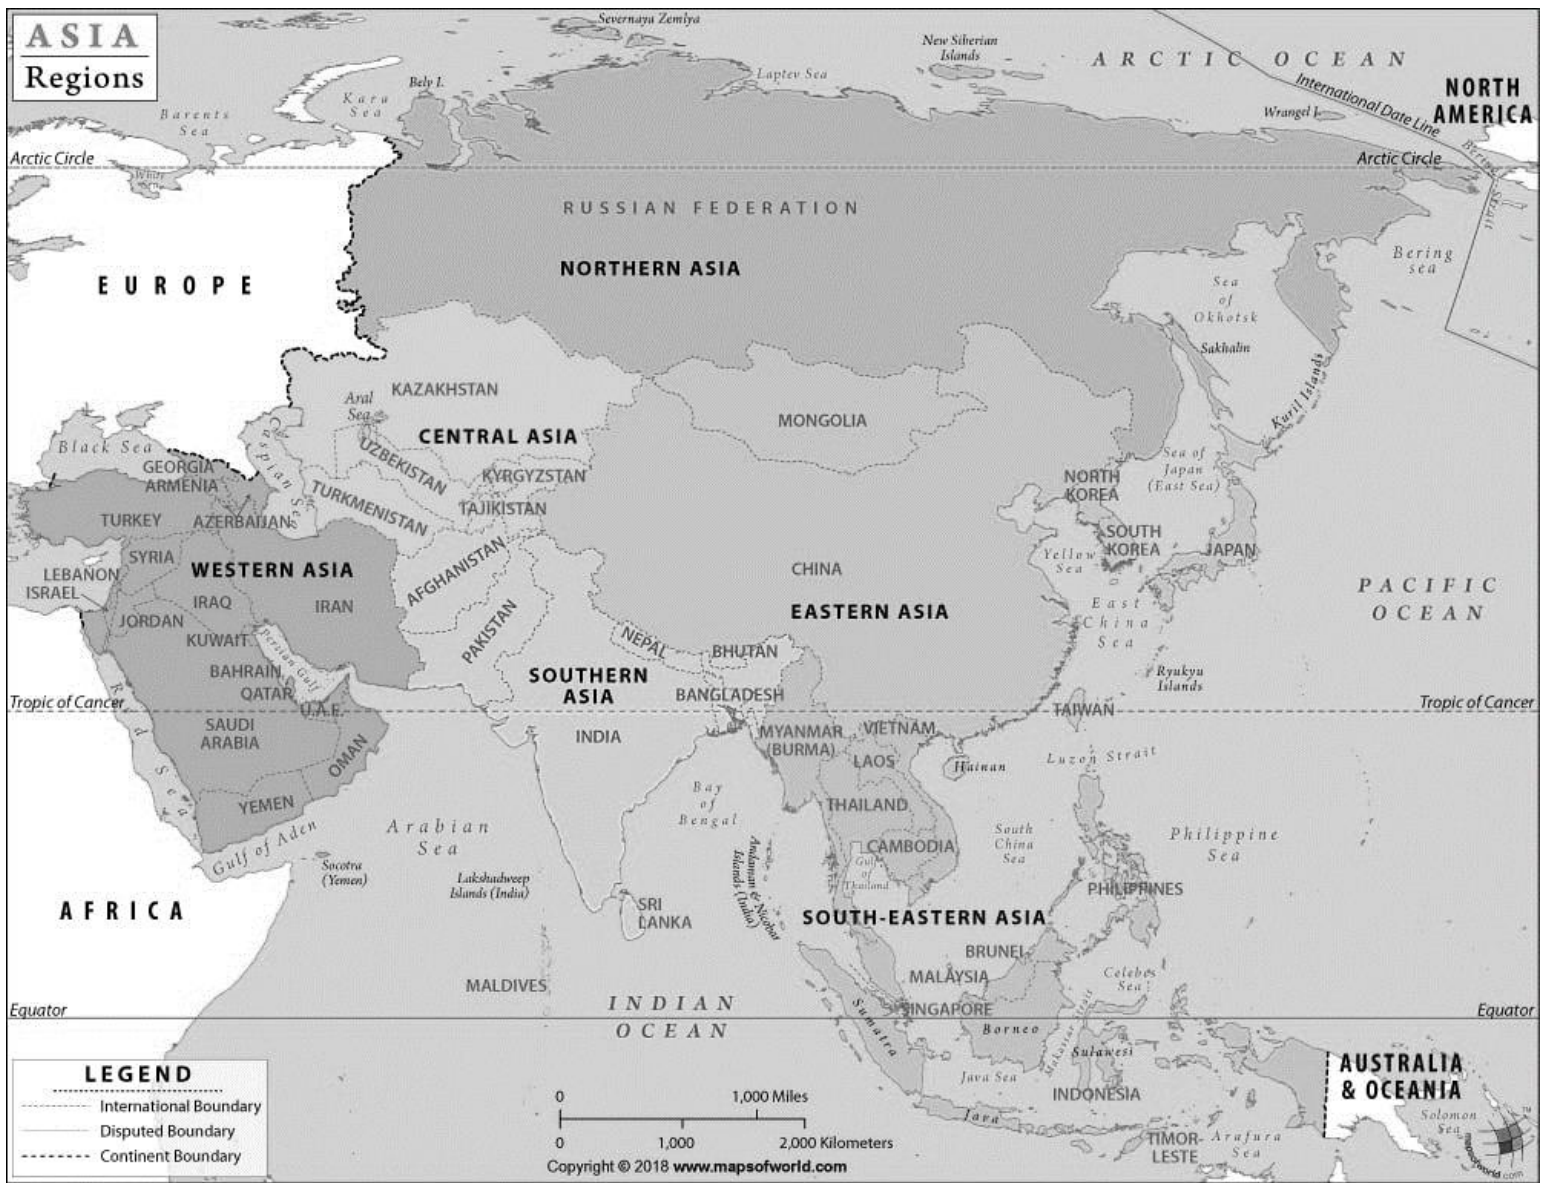 ASIA
Regions
Severnaya Zemlya
New Siberian
Islands
ARCTIC OCEAN
NORTH
AMERICA
International Date Line
Laptev Sea
Bely I.
Kara
Sea
Barents
Sea
Wrangel I.
Arctic Circle
Arctic Circle
White
Sea
Bering
Strait
RUSSIAN FEDERATION
NORTHERN ASIA
EUROPE
Bering
sea
Sea
of
Okhotsk
Sakhalin
Kuril Islands
KAZAKHSTAN
Aral
Sea
CENTRAL ASIA
MONGOLIA
Black Sea
Caspian Sea
GEORGIA
ARMENIA
UZBEKISTAN
KYRGYZSTAN
TURKMENISTAN
TAJIKISTAN
TURKEY
AZERBAIJAN
NORTH
KOREA
Sea of
Japan
(East Sea)
SOUTH
KOREA
JAPAN
Yellow
Sea
SYRIA
WESTERN ASIA
LEBANON
ISRAEL
IRAQ
IRAN
JORDAN
AFGHANISTAN
CHINA
EASTERN ASIA
PACIFIC
OCEAN
East
China
Sea
KUWAIT
Persian Gulf
PAKISTAN
NEPAL
BHUTAN
BAHRAIN
QATAR
U.A.E.
SOUTHERN
ASIA
BANGLADESH
Ryukyu
Islands
Tropic of Cancer
Tropic of Cancer
TAIWAN
Red Sea
SAUDI
ARABIA
OMAN
INDIA
MYANMAR
(BURMA)
VIETNAM
LAOS
Hainan
Luzon Strait
YEMEN
Bay
of
Bengal
THAILAND
Arabian
Sea
Gulf of Aden
CAMBODIA
Gulf
of
Thailand
South
China
Sea
Philippine
Sea
Socotra
(Yemen)
Lakshadweep
Islands (India)
Andaman & Nicobar
Islands (India)
PHILIPPINES
AFRICA
SRI
LANKA
SOUTH-EASTERN ASIA
BRUNEI
MALAYSIA
Celebes
Sea
MALDIVES
INDIAN
OCEAN
Equator
Equator
SINGAPORE
Sumatra
Borneo
Makassar Strait
Sulawesi
Java Sea
INDONESIA
Java
AUSTRALIA
& OCEANIA
Solomon
Sea
TIMOR-
LESTE
Arafura
Sea
LEGEND
International Boundary
Disputed Boundary
Continent Boundary
0 1,000 Miles
0 1,000 2,000 Kilometers
Copyright © 2018 www.mapsofworld.com
mapsofworld.com